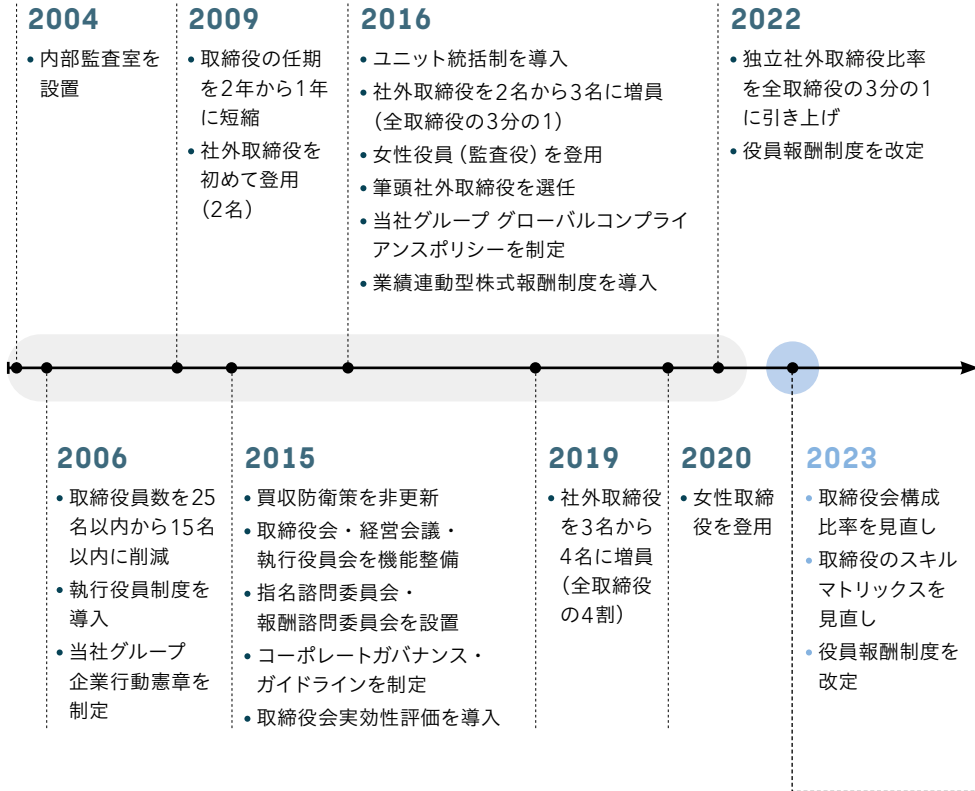 2004
• 内部監査室を
設置
2009
• 取締役の任期
を2年から1年
に短縮
• 社外取締役を
初めて登用
（2名）
2016
• ユニット統括制を導入
• 社外取締役を2名から3名に増員
（全取締役の3分の1）
• 女性役員（監査役）を登用
• 筆頭社外取締役を選任
• 当社グループ グローバルコンプライ
アンスポリシーを制定
• 業績連動型株式報酬制度を導入
2022
• 独立社外取締役比率
を全取締役の3分の1
に引き上げ
• 役員報酬制度を改定
2006
• 取締役員数を25
名以内から15名
以内に削減
• 執行役員制度を
導入
• 当社グループ
企業行動憲章を
制定
2015
• 買収防衛策を非更新
• 取締役会・経営会議・
執行役員会を機能整備
• 指名諮問委員会・
報酬諮問委員会を設置
• コーポレートガバナンス・
ガイドラインを制定
• 取締役会実効性評価を導入
2019
• 社外取締役
を3名から
4名に増員
（全取締役
の4割）
2020
• 女性取締
役を登用
2023
• 取締役会構成
比率を見直し
• 取締役のスキル
マトリックスを
見直し
• 役員報酬制度を
改定